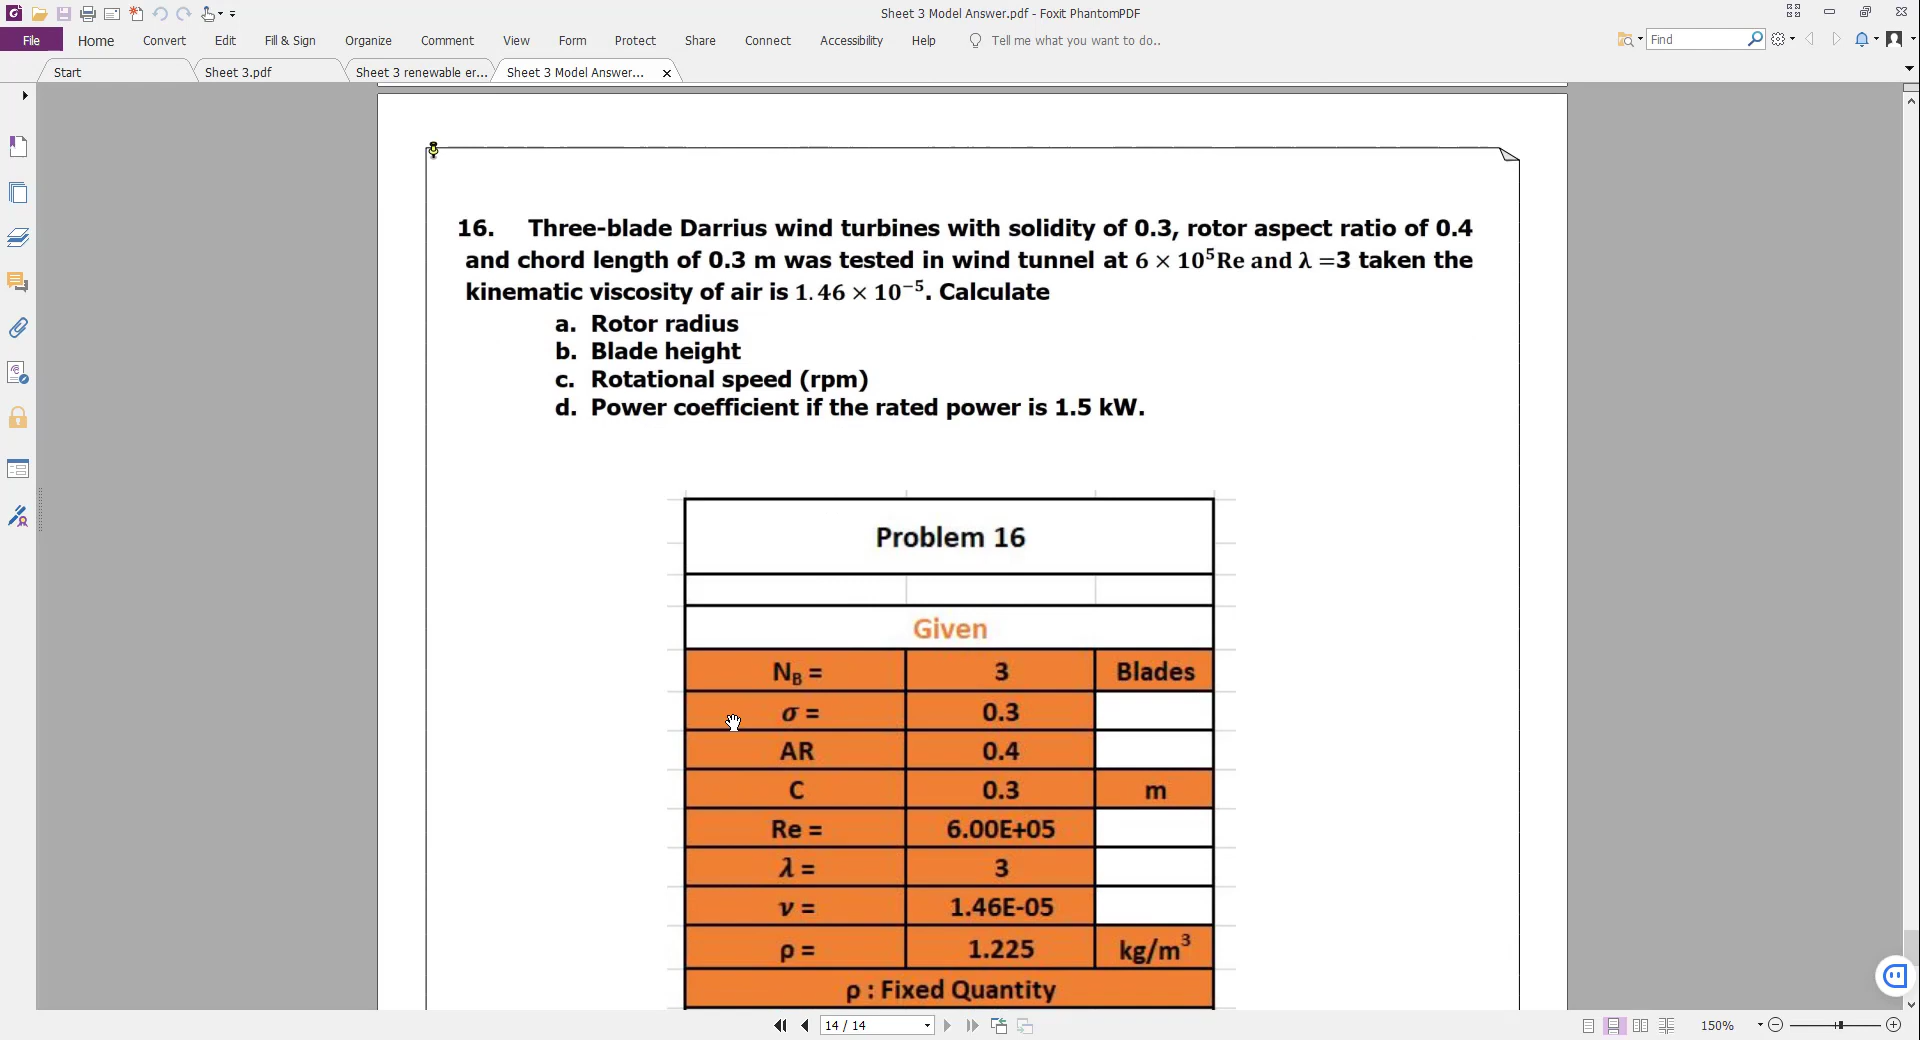 Sheet 3 Model Answer.pdf - Foxit PhantomPDF
File Home Convert Edit Fill & Sign Organize Comment View Form Protect Share Connect Accessibility Help Tell me what you want to do.. Find
Start Sheet 3.pdf Sheet 3 renewable er... Sheet 3 Model Answer...
16. Three-blade Darrius wind turbines with solidity of 0.3, rotor aspect ratio of 0.4
and chord length of 0.3 m was tested in wind tunnel at 6 × 10⁵Re and λ =3 taken the
kinematic viscosity of air is 1.46 × 10⁻⁵. Calculate
a. Rotor radius
b. Blade height
c. Rotational speed (rpm)
d. Power coefficient if the rated power is 1.5 kW.
Problem 16
Given
N_B = 3 Blades
σ = 0.3
AR 0.4
C 0.3 m
Re = 6.00E+05
λ = 3
ν = 1.46E-05
ρ = 1.225 kg/m³
ρ : Fixed Quantity
14 / 14 150%